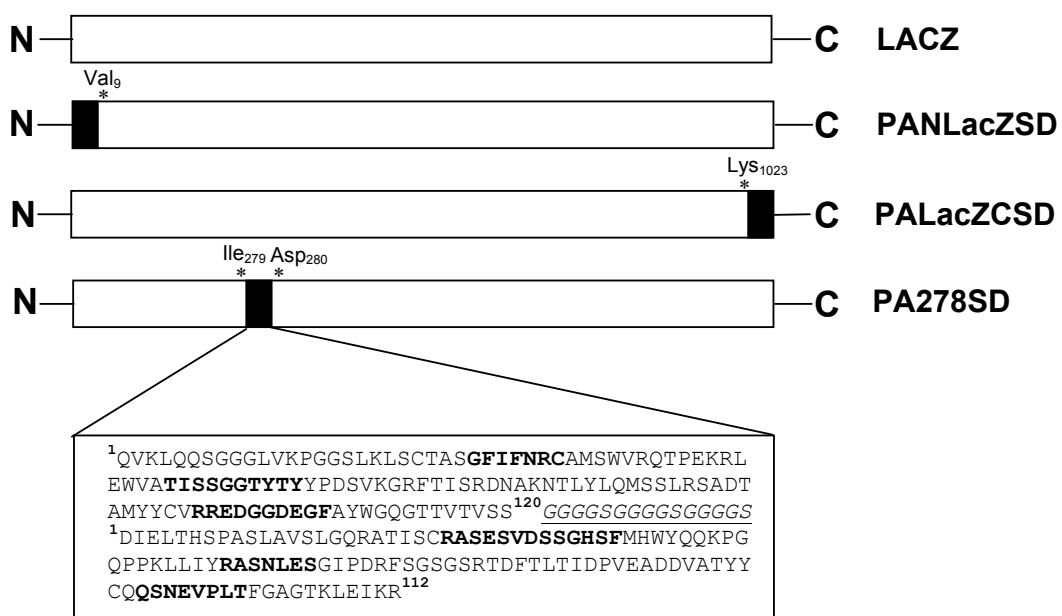 N C LACZ
Val9
*
N C PANLacZSD
Lys1023
*
N C PALacZCSD
Ile279 Asp280
* *
N C PA278SD
1QVKLQQSGGGLVKPGGSLKLSCTASGFIFNRCAMSWVRQTPEKRL
EWVATISSGGTYTYYPDSVKGRFTISRDNAKNTLYLQMSSLRSADT
AMYYCVRREDGGDEGFAYWGQGTTVTVSS120GGGGSGGGGSGGGGS
1DIELTHSPASLAVSLGQRATISCRASESVDSSGHSFMHWYQQKPG
QPPKLLIYRASNLESGIPDRFSGSGSRTDFTLTIDPVEADDVATYY
CQQSNEVPLTFGAGTKLEIKR112